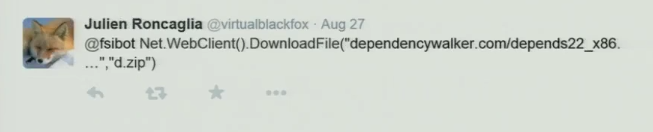 Julien Roncaglia @virtualblackfox · Aug 27
@fsibot Net.WebClient().DownloadFile("dependencywalker.com/depends22_x86.
…","d.zip")